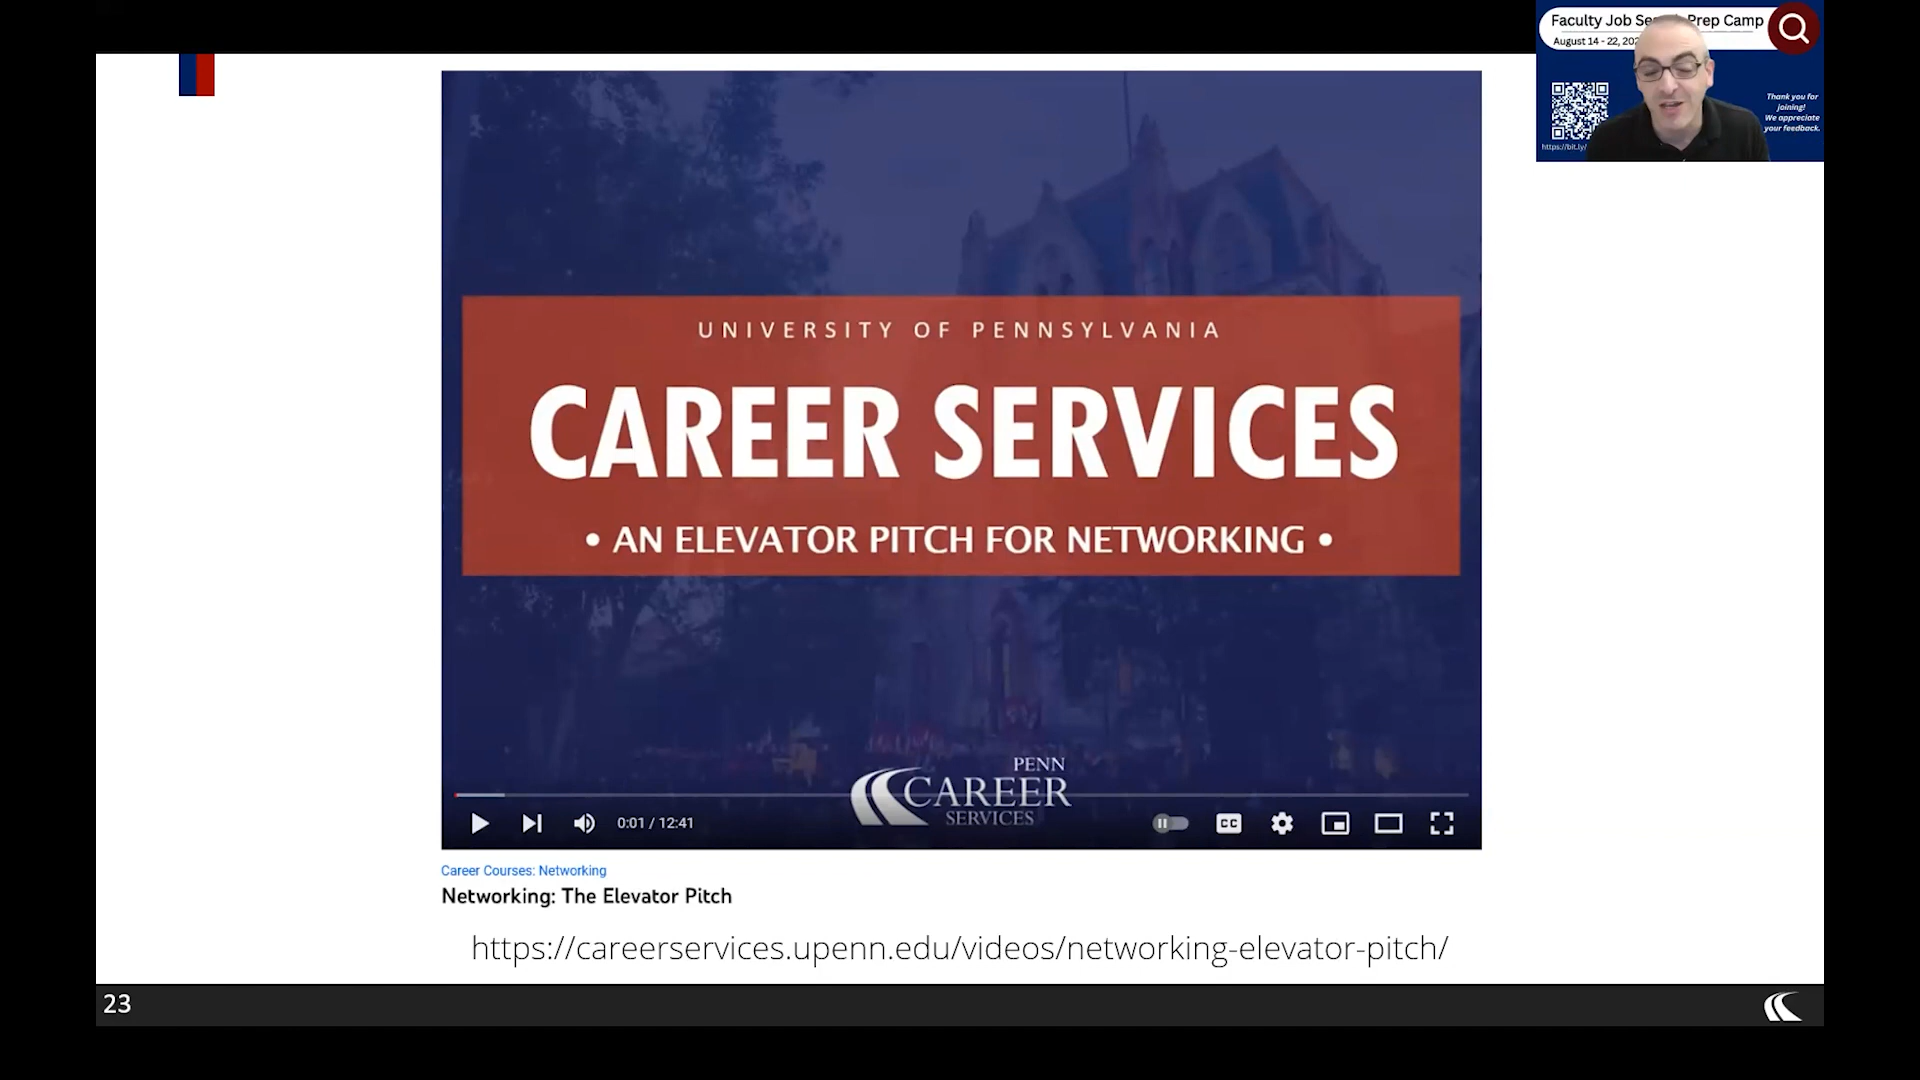 Faculty Job Prep Camp
August 14 - 22,
Thank you for
joining!
We appreciate
your feedback.
https://bit.ly/
UNIVERSITY OF PENNSYLVANIA
CAREER SERVICES
• AN ELEVATOR PITCH FOR NETWORKING •
PENN
CAREER
SERVICES
0:01 / 12:41
CC
Career Courses: Networking
Networking: The Elevator Pitch
https://careerservices.upenn.edu/videos/networking-elevator-pitch/
23